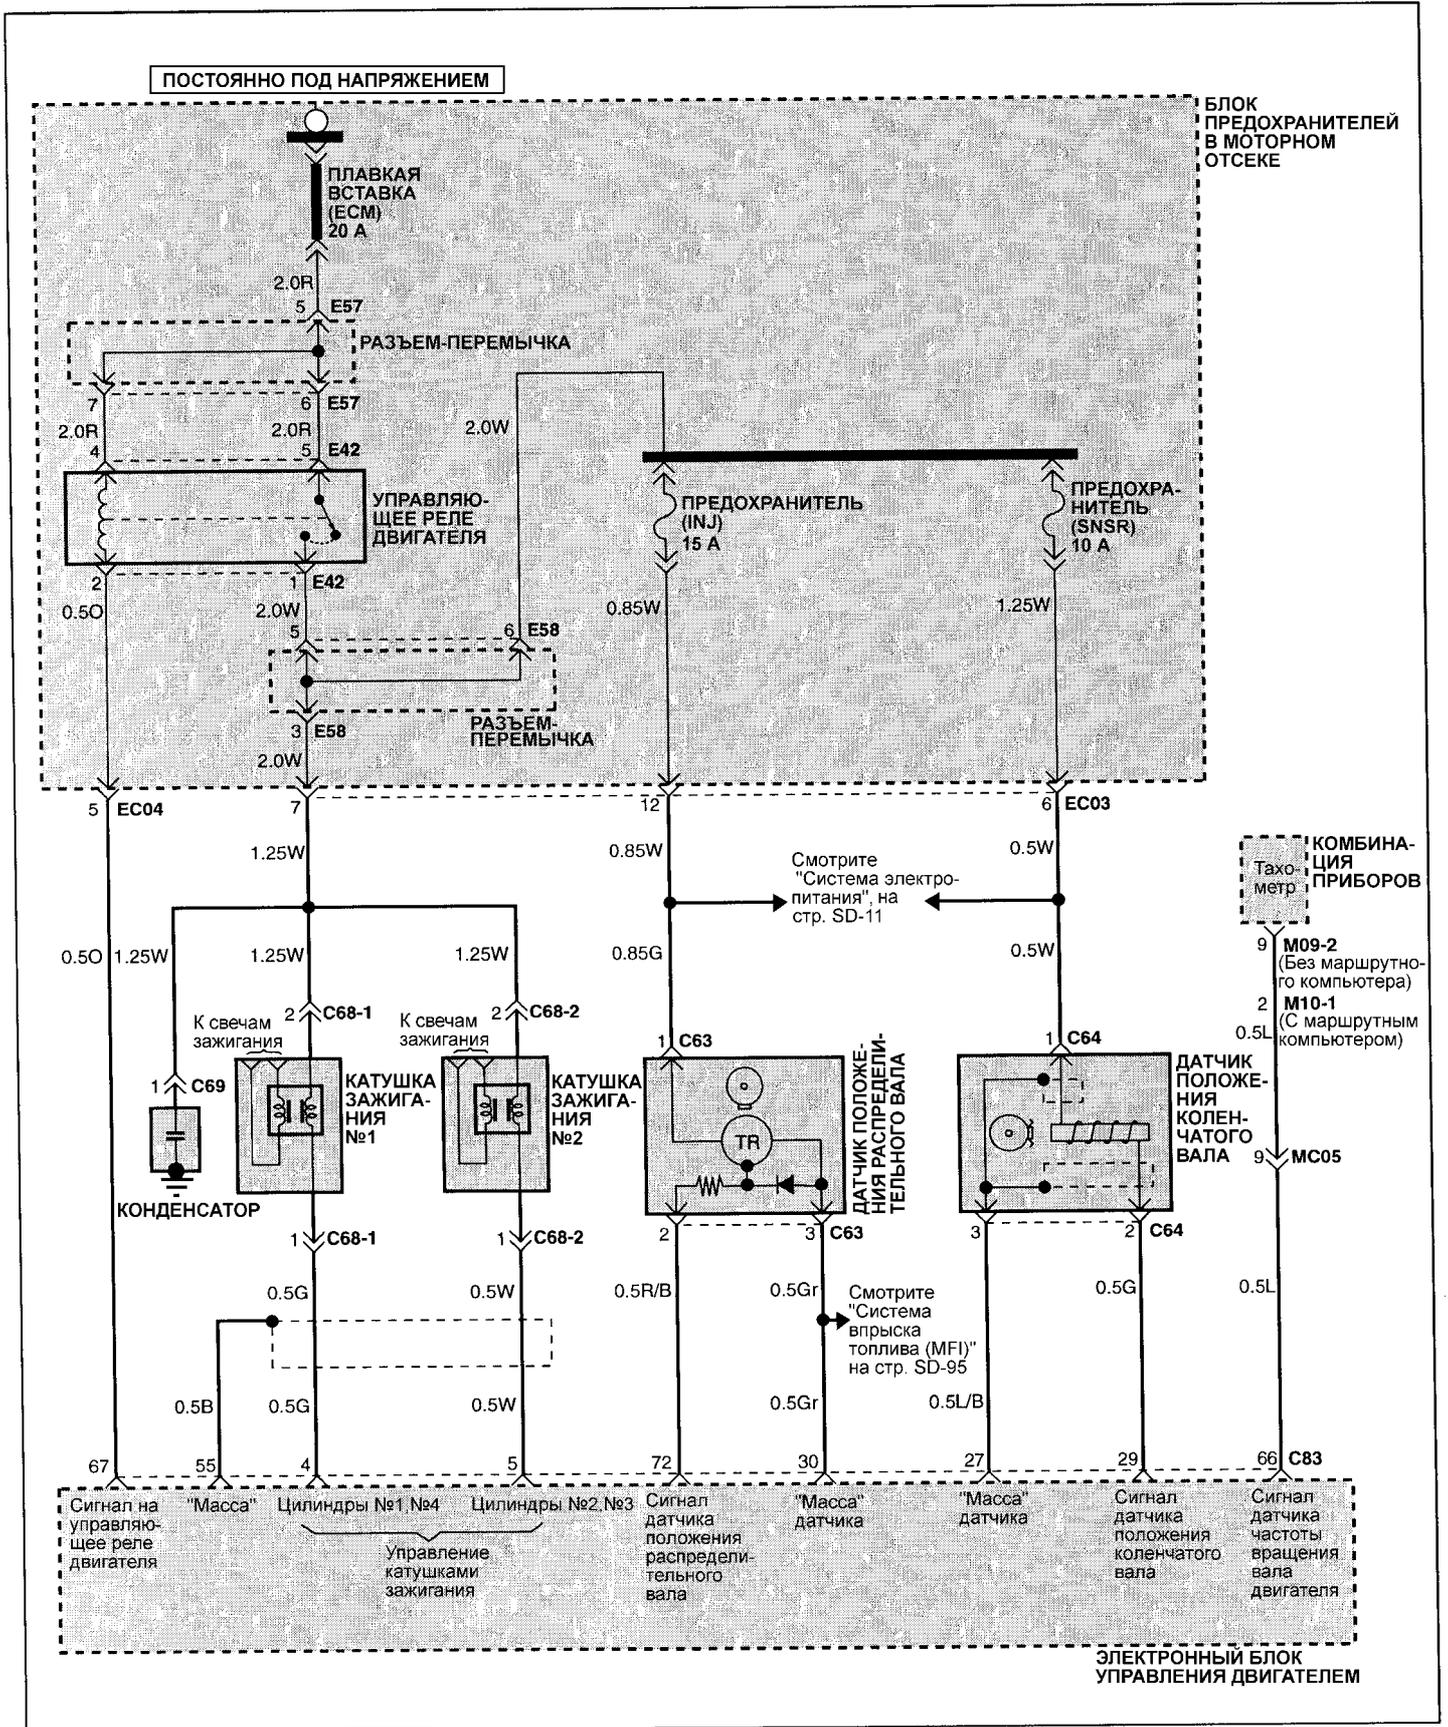 ПОСТОЯННО ПОД НАПРЯЖЕНИЕМ
БЛОК
ПРЕДОХРАНИТЕЛЕЙ
В МОТОРНОМ
ОТСЕКЕ
ПЛАВКАЯ
ВСТАВКА
(ECM)
20 A
2.0R
5 E57
РАЗЪЕМ-ПЕРЕМЫЧКА
7 6 E57
2.0R 2.0R 2.0W
4 5 E42
УПРАВЛЯЮ-
ЩЕЕ РЕЛЕ
ДВИГАТЕЛЯ
ПРЕДОХРАНИТЕЛЬ
(INJ)
15 A
ПРЕДОХРА-
НИТЕЛЬ
(SNSR)
10 A
2 1 E42
0.5O 2.0W 0.85W 1.25W
5 6 E58
3 E58
РАЗЪЕМ-
ПЕРЕМЫЧКА
2.0W
5 EC04 7 12 6 EC03
1.25W 0.85W 0.5W
Смотрите
"Система электро-
питания", на
стр. SD-11
КОМБИНА-
ЦИЯ
ПРИБОРОВ
Тахо-
метр
0.5O 1.25W 1.25W 1.25W 0.85G 0.5W
9 M09-2
(Без маршрутно-
го компьютера)
2 M10-1
(С маршрутным
компьютером)
0.5L
2 C68-1 2 C68-2
К свечам
зажигания
К свечам
зажигания
1 C63 1 C64
1 C69
КАТУШКА
ЗАЖИГА-
НИЯ
№1
КАТУШКА
ЗАЖИГА-
НИЯ
№2
TR
ДАТЧИК ПОЛОЖЕ-
НИЯ РАСПРЕДЕЛИ-
ТЕЛЬНОГО ВАЛА
ДАТЧИК
ПОЛОЖЕ-
НИЯ
КОЛЕН-
ЧАТОГО
ВАЛА
9 MC05
КОНДЕНСАТОР
1 C68-1 1 C68-2 2 3 C63 3 2 C64
0.5G 0.5W 0.5R/B 0.5Gr 0.5G 0.5L
Смотрите
"Система
впрыска
топлива (MFI)"
на стр. SD-95
0.5B 0.5G 0.5W 0.5Gr 0.5L/B
67 55 4 5 72 30 27 29 66 C83
Сигнал на
управляю-
щее реле
двигателя
"Масса"
Цилиндры №1,№4
Цилиндры №2,№3
Управление
катушками
зажигания
Сигнал
датчика
положения
распредели-
тельного
вала
"Масса"
датчика
"Масса"
датчика
Сигнал
датчика
положения
коленчатого
вала
Сигнал
датчика
частоты
вращения
вала
двигателя
ЭЛЕКТРОННЫЙ БЛОК
УПРАВЛЕНИЯ ДВИГАТЕЛЕМ